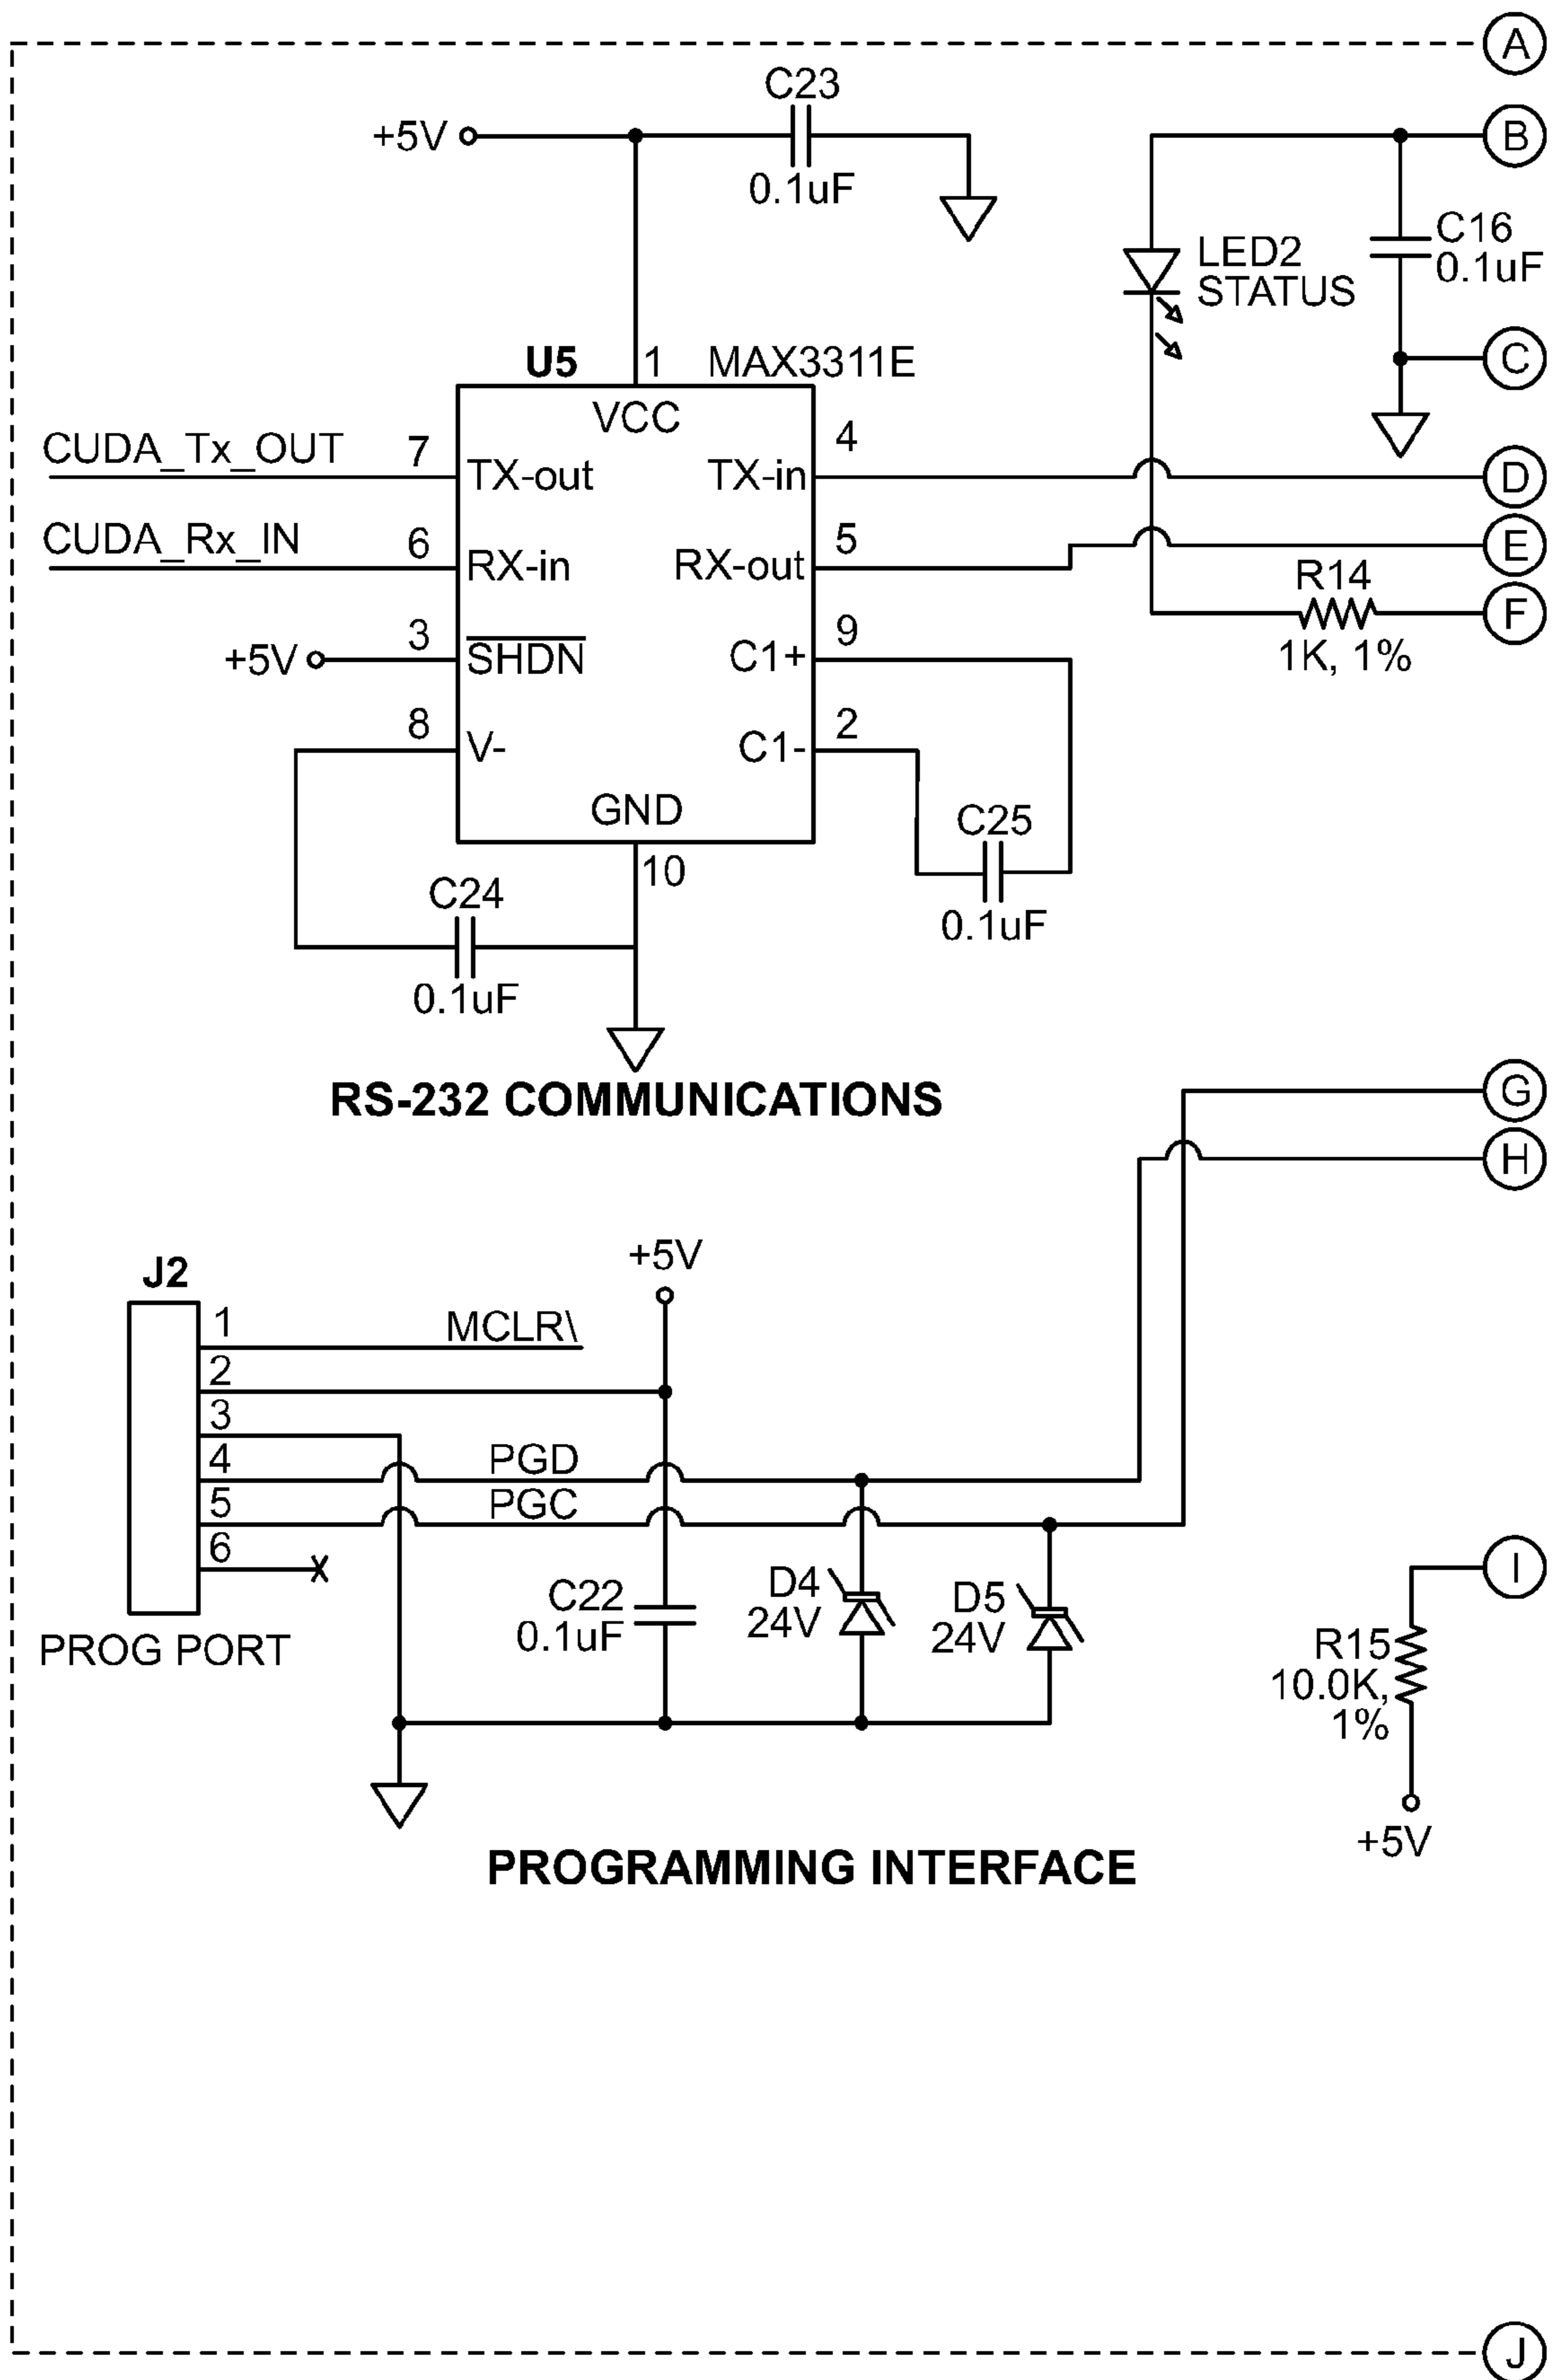 A
C23
+5V
0.1uF
B
LED2
STATUS
C16
0.1uF
C
U5
1
MAX3311E
VCC
CUDA_Tx_OUT
7
TX-out
TX-in
4
D
CUDA_Rx_IN
6
RX-in
RX-out
5
E
R14
1K, 1%
F
+5V
3
SHDN
C1+
9
8
V-
C1-
2
GND
10
C25
0.1uF
C24
0.1uF
RS-232 COMMUNICATIONS
G
H
J2
+5V
1
MCLR\
2
3
4
PGD
5
PGC
6
PROG PORT
C22
0.1uF
D4
24V
D5
24V
I
R15
10.0K,
1%
+5V
PROGRAMMING INTERFACE
J